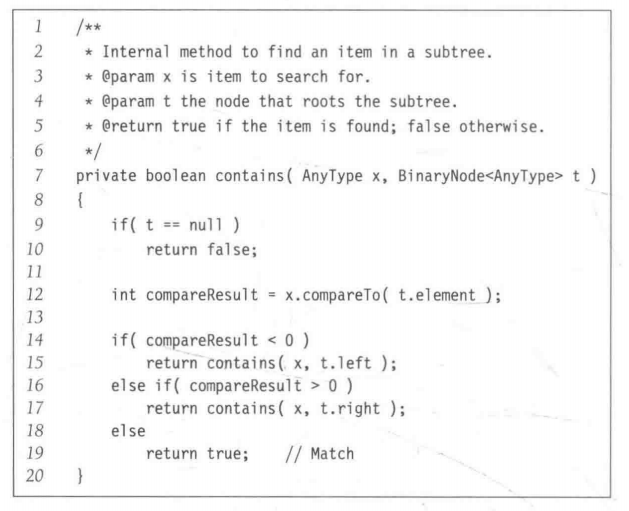 1 /**
2 * Internal method to find an item in a subtree.
3 * @param x is item to search for.
4 * @param t the node that roots the subtree.
5 * @return true if the item is found; false otherwise.
6 */
7 private boolean contains( AnyType x, BinaryNode<AnyType> t )
8 {
9 if( t == null )
10 return false;
11
12 int compareResult = x.compareTo( t.element );
13
14 if( compareResult < 0 )
15 return contains( x, t.left );
16 else if( compareResult > 0 )
17 return contains( x, t.right );
18 else
19 return true; // Match
20 }